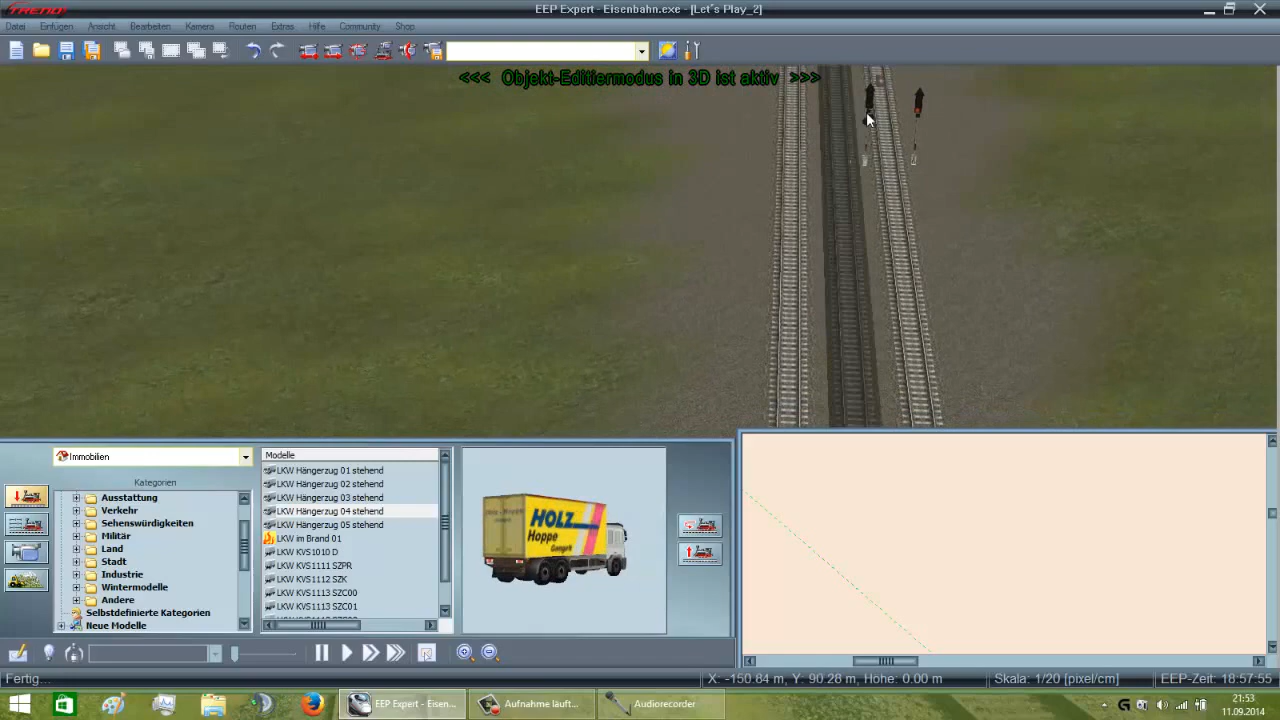 TREND EEP Expert - Eisenbahn.exe - [Let´s Play_2]
Datei Einfügen Ansicht Bearbeiten Kamera Routen Extras Hilfe Community Shop
<<< Objekt-Editiermodus in 3D ist aktiv >>>
Immobilien
Kategorien
Ausstattung
Verkehr
Sehenswürdigkeiten
Militär
Land
Stadt
Industrie
Wintermodelle
Andere
Selbstdefinierte Kategorien
Neue Modelle
Modelle
LKW Hängerzug 01 stehend
LKW Hängerzug 02 stehend
LKW Hängerzug 03 stehend
LKW Hängerzug 04 stehend
LKW Hängerzug 05 stehend
LKW im Brand 01
LKW KVS1010 D
LKW KVS1111 SZPR
LKW KVS1112 SZK
LKW KVS1113 SZC00
LKW KVS1113 SZC01
HOLZ
Hoppe
Fertig...
X: -150.84 m, Y: 90.28 m, Höhe: 0.00 m
Skala: 1/20 [pixel/cm]
EEP-Zeit: 18:57:55
EEP Expert - Eisen...
Aufnahme läuft...
Audiorecorder
21:53
11.09.2014